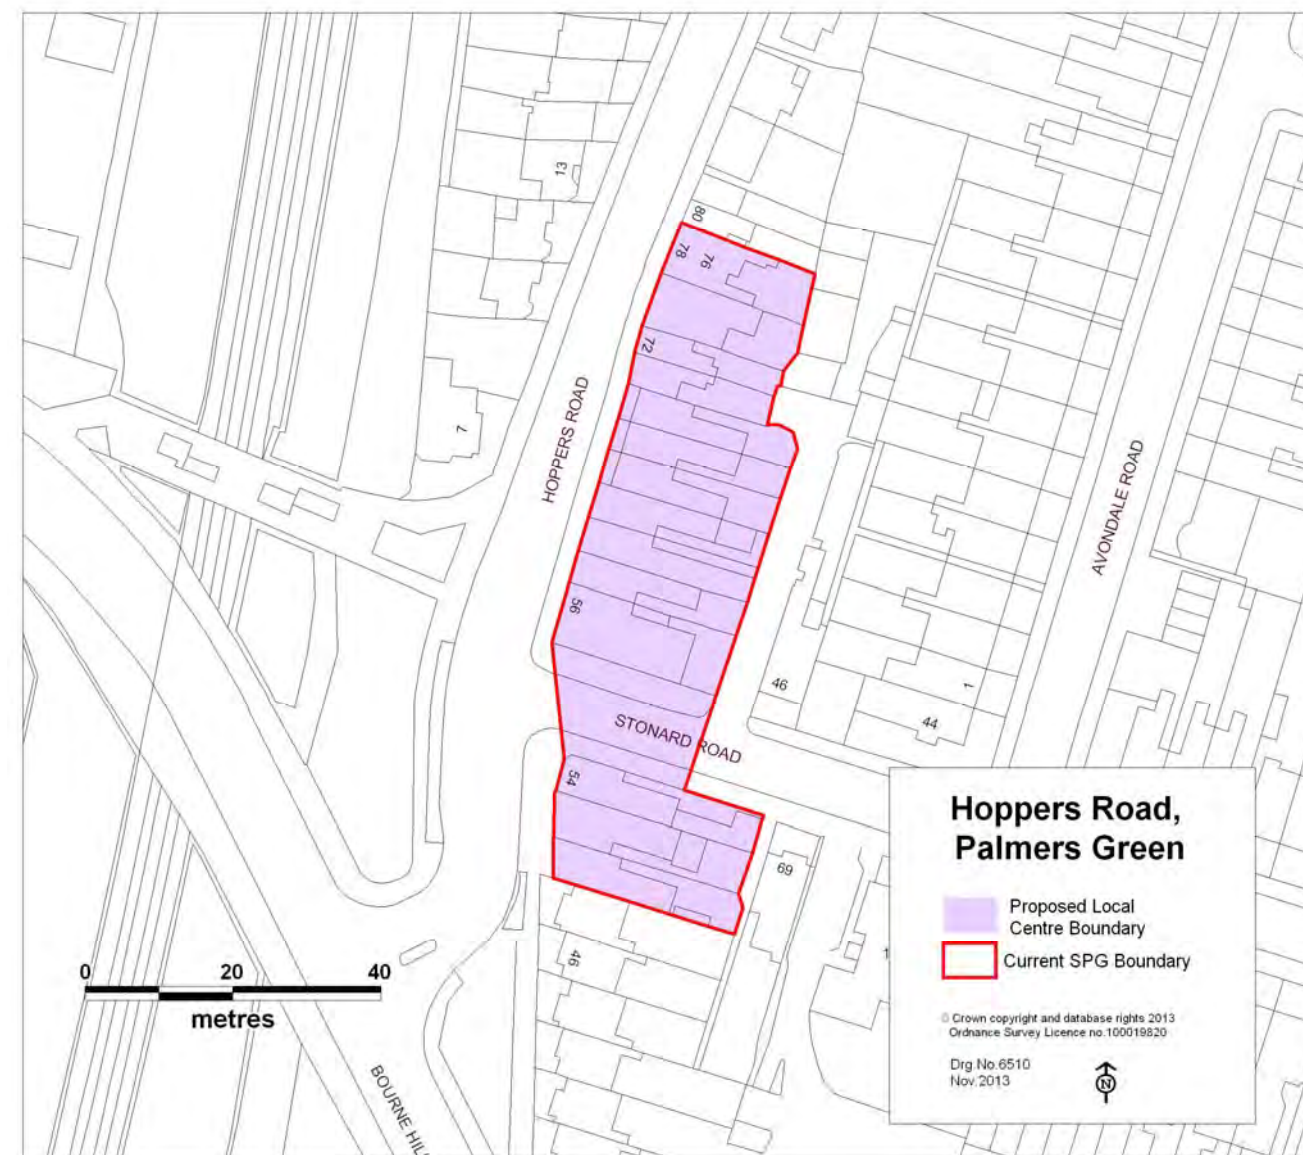 13
80
78
76
72
7
HOPPERS ROAD
AVONDALE ROAD
56
46
1
44
STONARD ROAD
54
69
46
1
0 20 40
metres
BOURNE HIL
Hoppers Road,
Palmers Green
Proposed Local
Centre Boundary
Current SPG Boundary
© Crown copyright and database rights 2013
Ordnance Survey Licence no.100019820
Drg.No.6510
Nov.2013
N